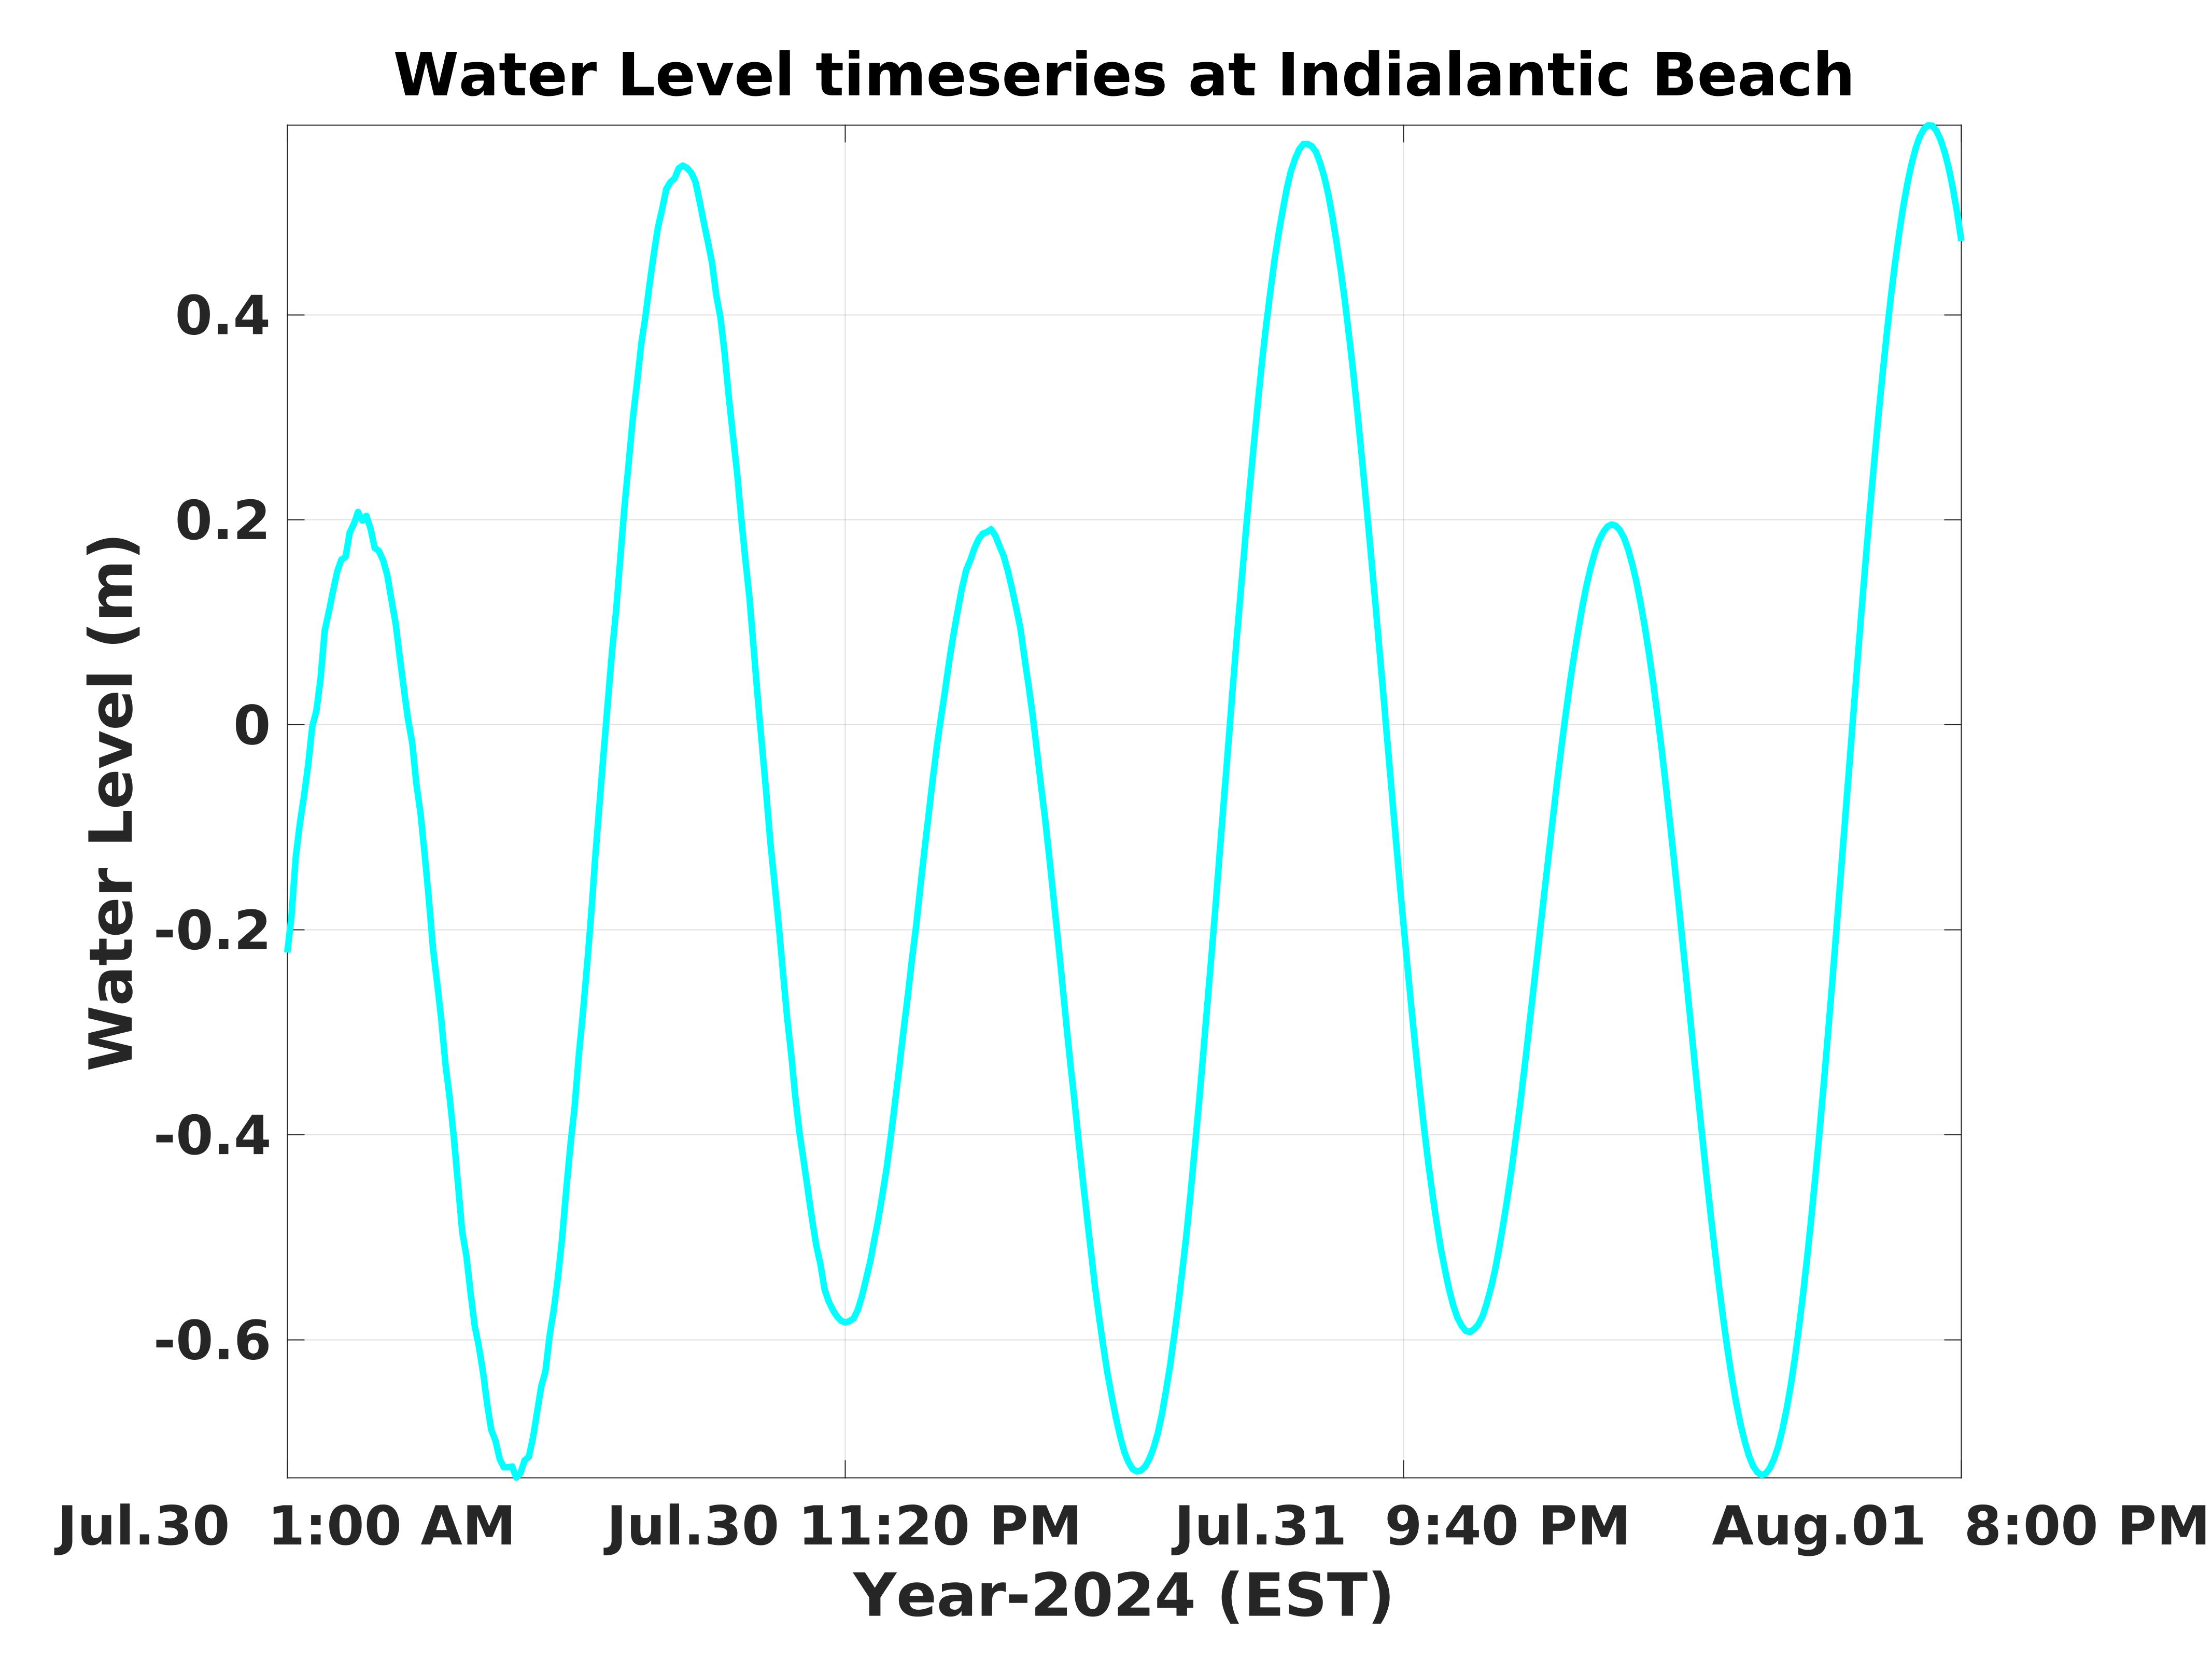 Water Level timeseries at Indialantic Beach
Water Level (m)
0.4
0.2
0
-0.2
-0.4
-0.6
Jul.30  1:00 AM Jul.30 11:20 PM Jul.31  9:40 PM Aug.01  8:00 PM
Year-2024 (EST)